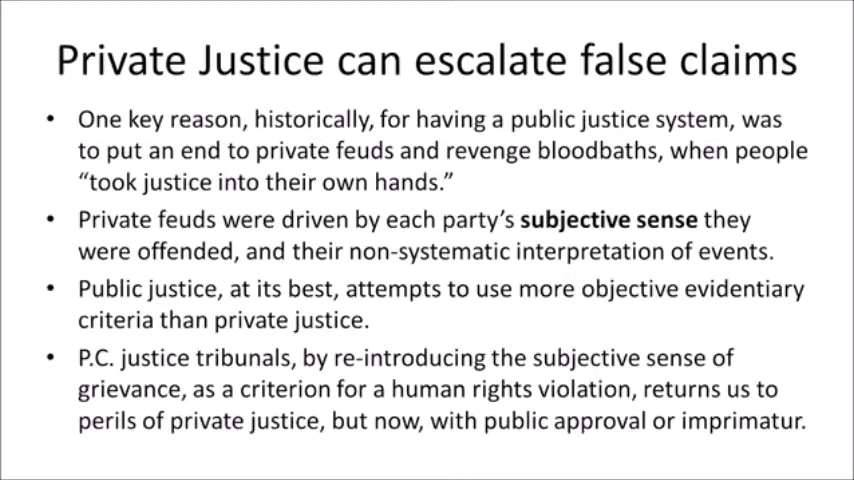 Private Justice can escalate false claims
• One key reason, historically, for having a public justice system, was
to put an end to private feuds and revenge bloodbaths, when people
“took justice into their own hands.”
• Private feuds were driven by each party’s subjective sense they
were offended, and their non-systematic interpretation of events.
• Public justice, at its best, attempts to use more objective evidentiary
criteria than private justice.
• P.C. justice tribunals, by re-introducing the subjective sense of
grievance, as a criterion for a human rights violation, returns us to
perils of private justice, but now, with public approval or imprimatur.